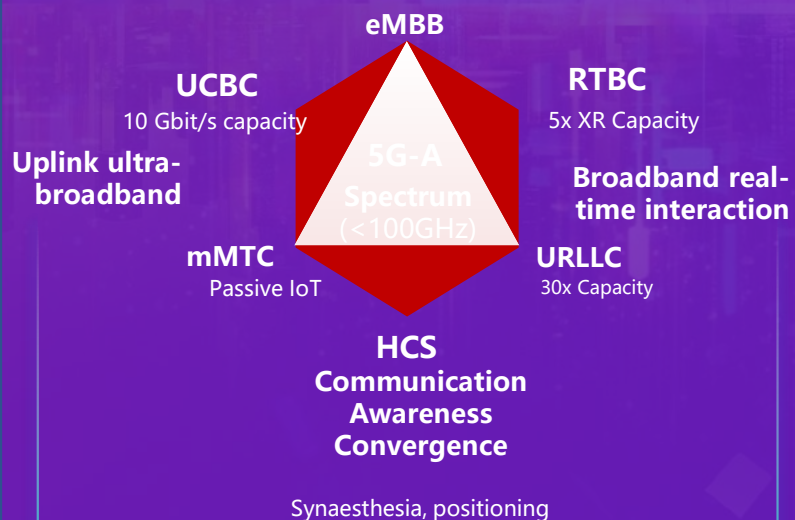 eMBB
UCBC
10 Gbit/s capacity
RTBC
5x XR Capacity
Uplink ultra-
broadband
5G-A
Spectrum
(<100GHz)
Broadband real-
time interaction
mMTC
Passive IoT
URLLC
30x Capacity
HCS
Communication
Awareness
Convergence
Synaesthesia, positioning